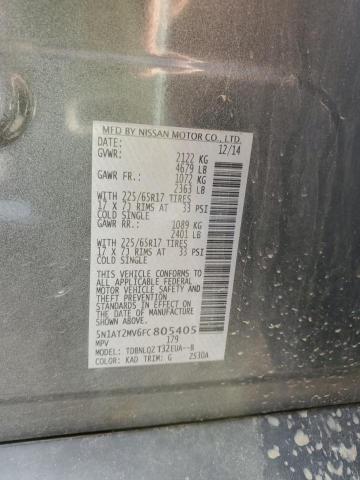 MFD BY NISSAN MOTOR CO., LTD.
DATE: 12/14
GVWR: 2122 KG
4679 LB
GAWR FR.: 1072 KG
2363 LB
WITH 225/65R17 TIRES
17 X 7J RIMS AT 33 PSI
COLD SINGLE
GAWR RR.: 1089 KG
2401 LB
WITH 225/65R17 TIRES
17 X 7J RIMS AT 33 PSI
COLD SINGLE
THIS VEHICLE CONFORMS TO
ALL APPLICABLE FEDERAL
MOTOR VEHICLE SAFETY AND
THEFT PREVENTION
STANDARDS IN EFFECT ON
THE DATE OF MANUFACTURE
SHOWN ABOVE.
5N1AY2MV6FC805405
MPV 179
MODEL: TDBNLQZ T32EUA--B
COLOR: KAD TRIM: G Z53DA